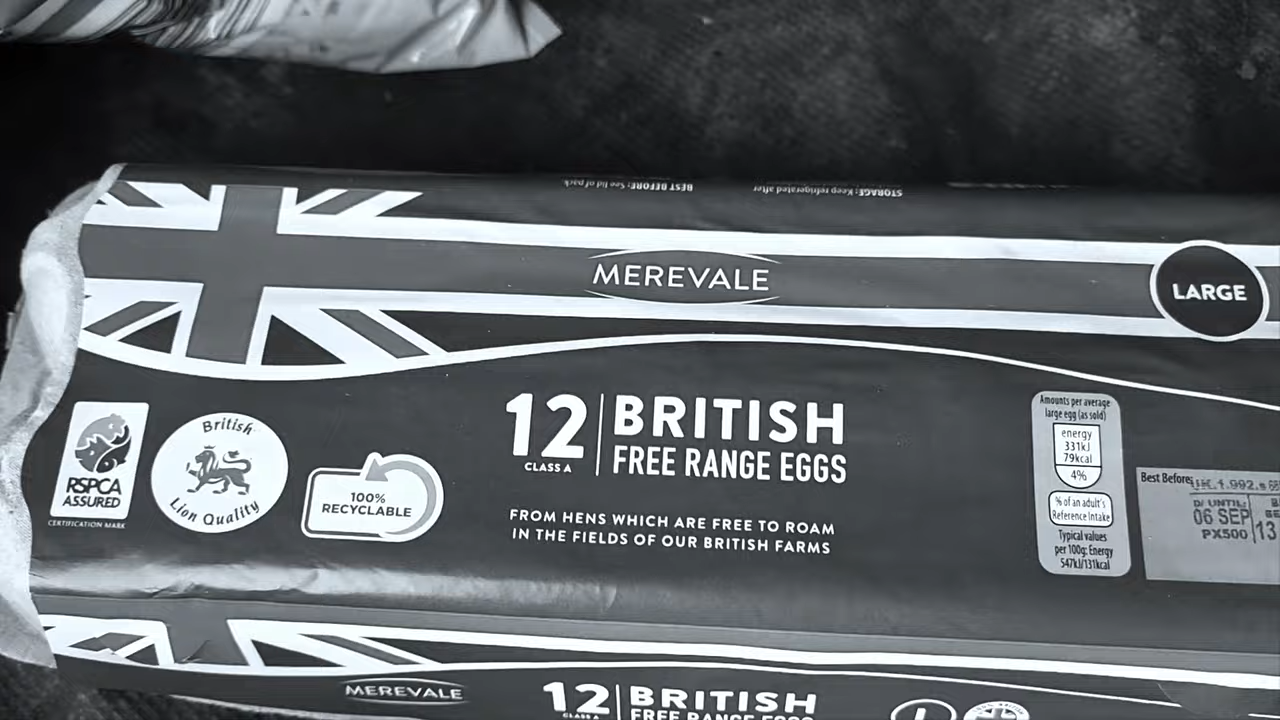 BEST BEFORE: See lid of pack
STORAGE: Keep refrigerated after
MEREVALE
LARGE
12
CLASS A
BRITISH
FREE RANGE EGGS
RSPCA
ASSURED
CERTIFICATION MARK
British
Lion Quality
100%
RECYCLABLE
FROM HENS WHICH ARE FREE TO ROAM
IN THE FIELDS OF OUR BRITISH FARMS
Amounts per average
large egg (as sold)
energy
331kJ
79kcal
4%
% of an adult's
Reference Intake
Typical values
per 100g: Energy
547kJ/131kcal
Best Before
D/ UNTIL:
06 SEP
13
PX500
MEREVALE
12
CLASS A
BRITISH
FREE RANGE EGGS
L